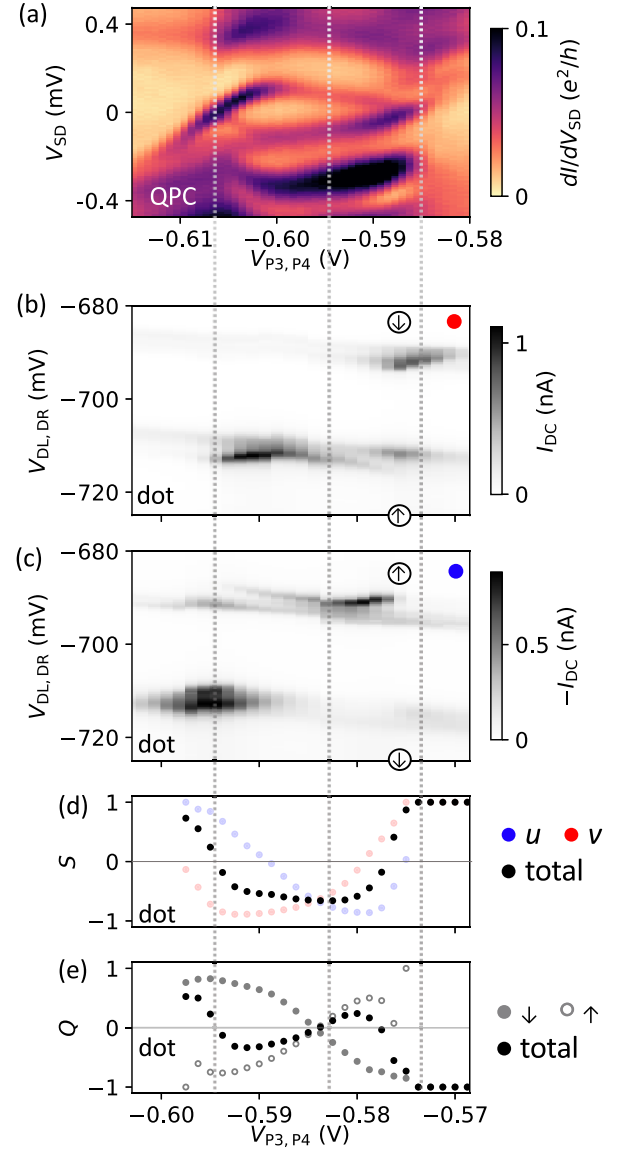 (a)
0.4
0
-0.4
V_SD (mV)
QPC
0.1
0
dI/dV_SD (e²/h)
−0.61 −0.60 −0.59 −0.58
V_P3, P4 (V)
(b)
−680
−700
−720
V_DL, DR (mV)
dot
↓
↑
1
0
I_DC (nA)
(c)
−680
−700
−720
V_DL, DR (mV)
dot
↑
↓
0.5
0
−I_DC (nA)
(d)
1
0
−1
S
dot
u v
total
(e)
1
0
−1
Q
dot
↓ ↑
total
−0.60 −0.59 −0.58 −0.57
V_P3, P4 (V)